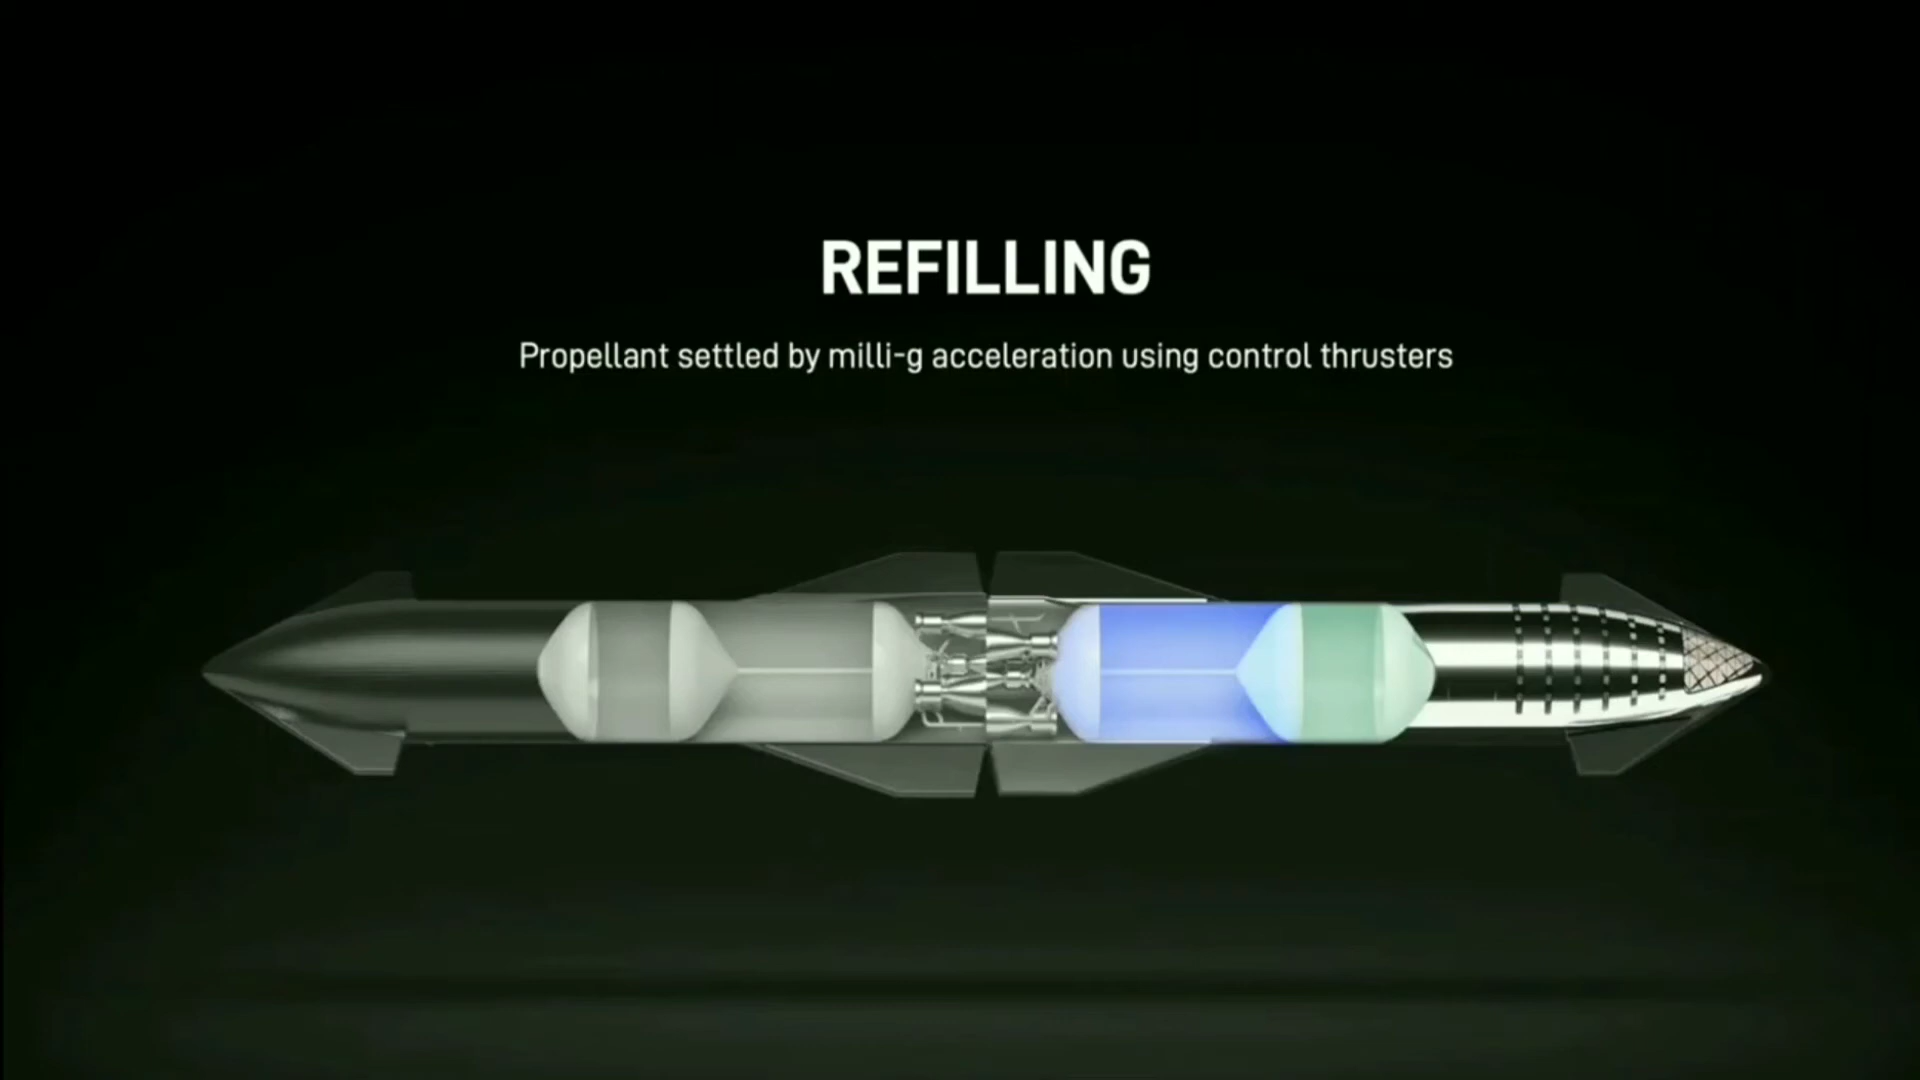 REFILLING
Propellant settled by milli-g acceleration using control thrusters